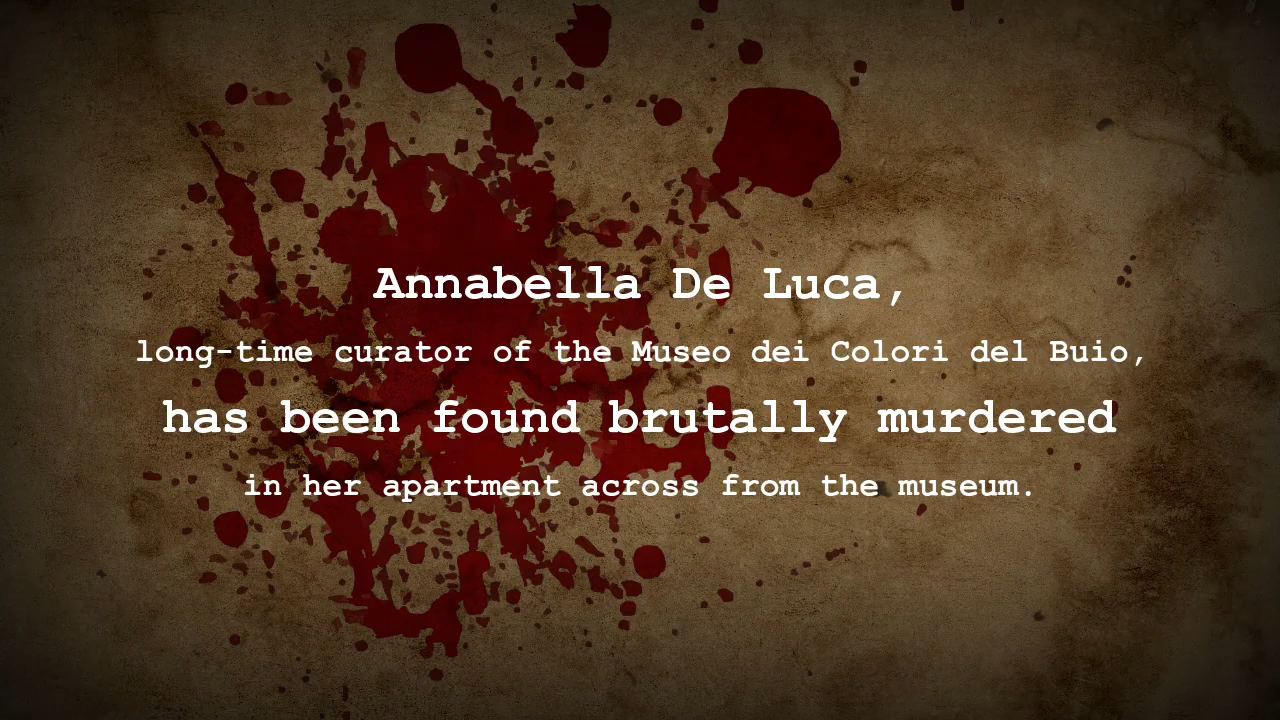 Annabella De Luca,
long-time curator of the Museo dei Colori del Buio,
has been found brutally murdered
in her apartment across from the museum.